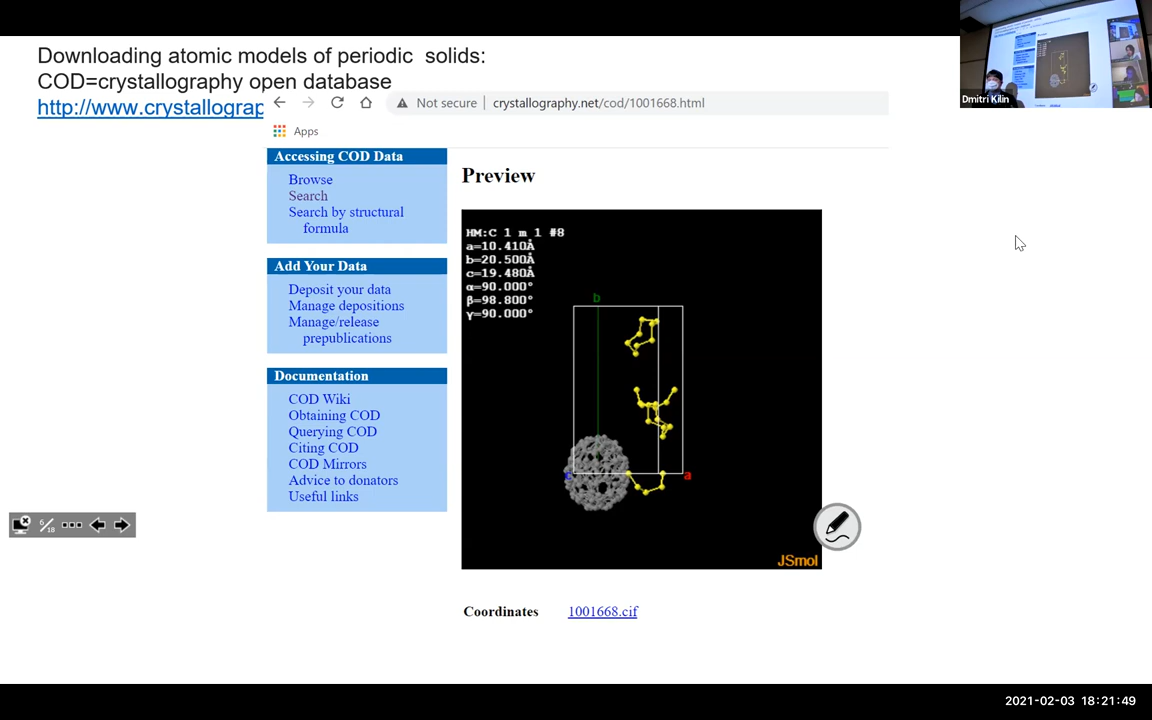 Downloading atomic models of periodic solids:
COD=crystallography open database
http://www.crystallograp
Not secure | crystallography.net/cod/1001668.html
Apps
Accessing COD Data
Browse
Search
Search by structural
formula
Add Your Data
Deposit your data
Manage depositions
Manage/release
prepublications
Documentation
COD Wiki
Obtaining COD
Querying COD
Citing COD
COD Mirrors
Advice to donators
Useful links
Preview
HM:C 1 m 1 #8
a=10.410Å
b=20.500Å
c=19.480Å
α=90.000°
β=98.800°
γ=90.000°
b
c
a
JSmol
Coordinates 1001668.cif
6/18
Dmitri Kilin
2021-02-03 18:21:49